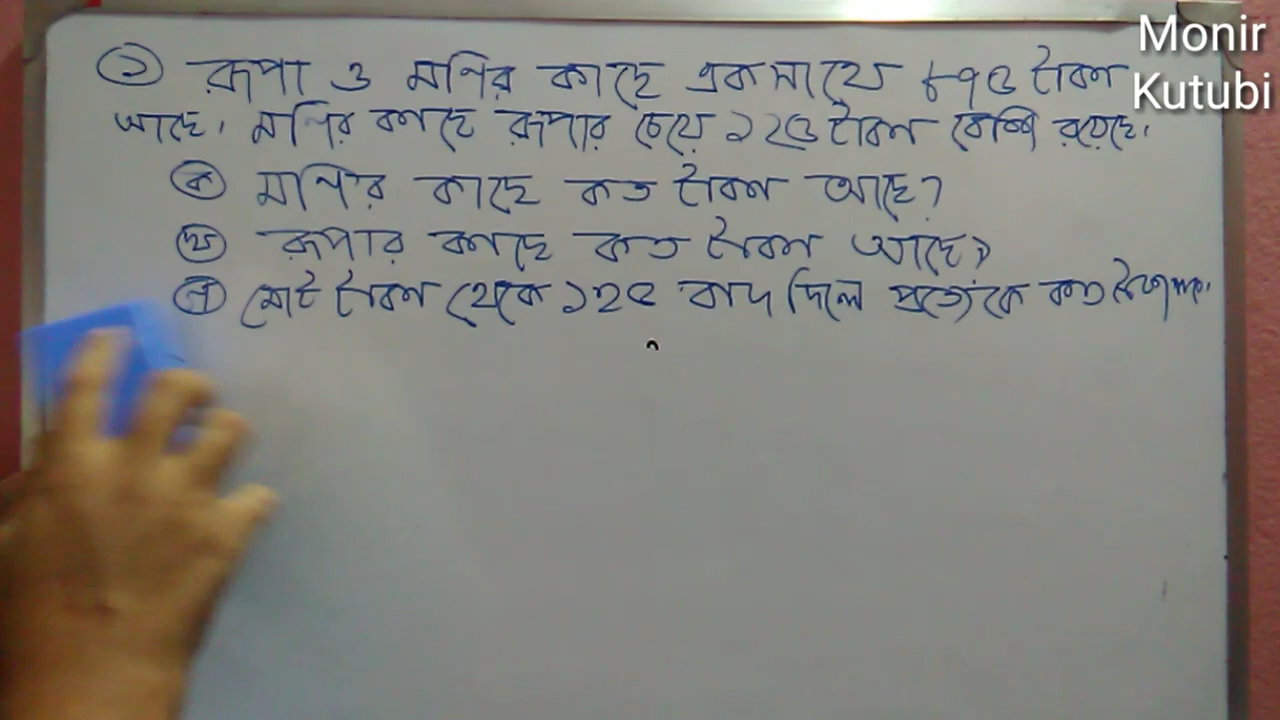 ১ রূপা ও মনির কাছে একসাথে ৮৭৫ টাকা
আছে। মনির কাছে রূপার চেয়ে ১২৫ টাকা বেশি রয়েছে।
ক মনির কাছে কত টাকা আছে?
খ রূপার কাছে কত টাকা আছে?
গ মোট টাকা থেকে ১২৫ বাদ দিলে প্রত্যেকে কত টাকা
Monir
Kutubi